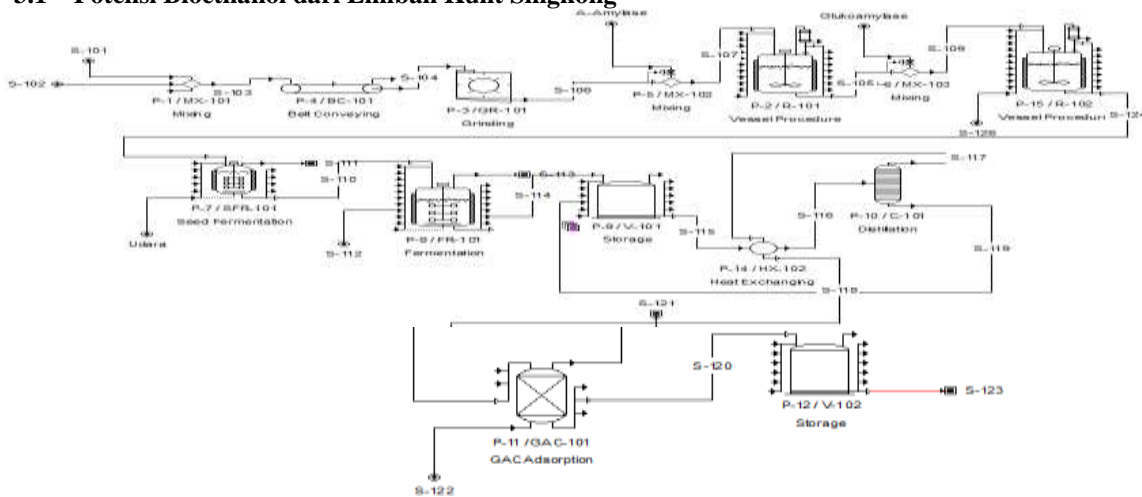 3.1 Potensi Bioethanol dari Limbah Kulit Singkong
A-Amylase
Glukoamylase
S-101
S-102
S-103
P-1 / MX-101
Mixing
S-104
P-4 / BC-101
Belt Conveying
P-3 / GR-101
Grinding
S-106
P-5 / MX-102
Mixing
S-107
P-2 / R-101
Vessel Procedure
S-105
MX-103
Mixing
S-109
P-15 / R-102
Vessel Procedure
S-126
S-124
S-111
S-110
P-7 / SFR-101
Seed Fermentation
Udara
S-113
S-114
P-8 / FR-101
Fermentation
S-112
P-9 / V-101
Storage
S-115
P-14 / HX-102
Heat Exchanging
S-116
S-117
P-10 / C-101
Distillation
S-119
S-118
S-121
P-11 / GAC-101
GAC Adsorption
S-122
S-120
P-12 / V-102
Storage
S-123